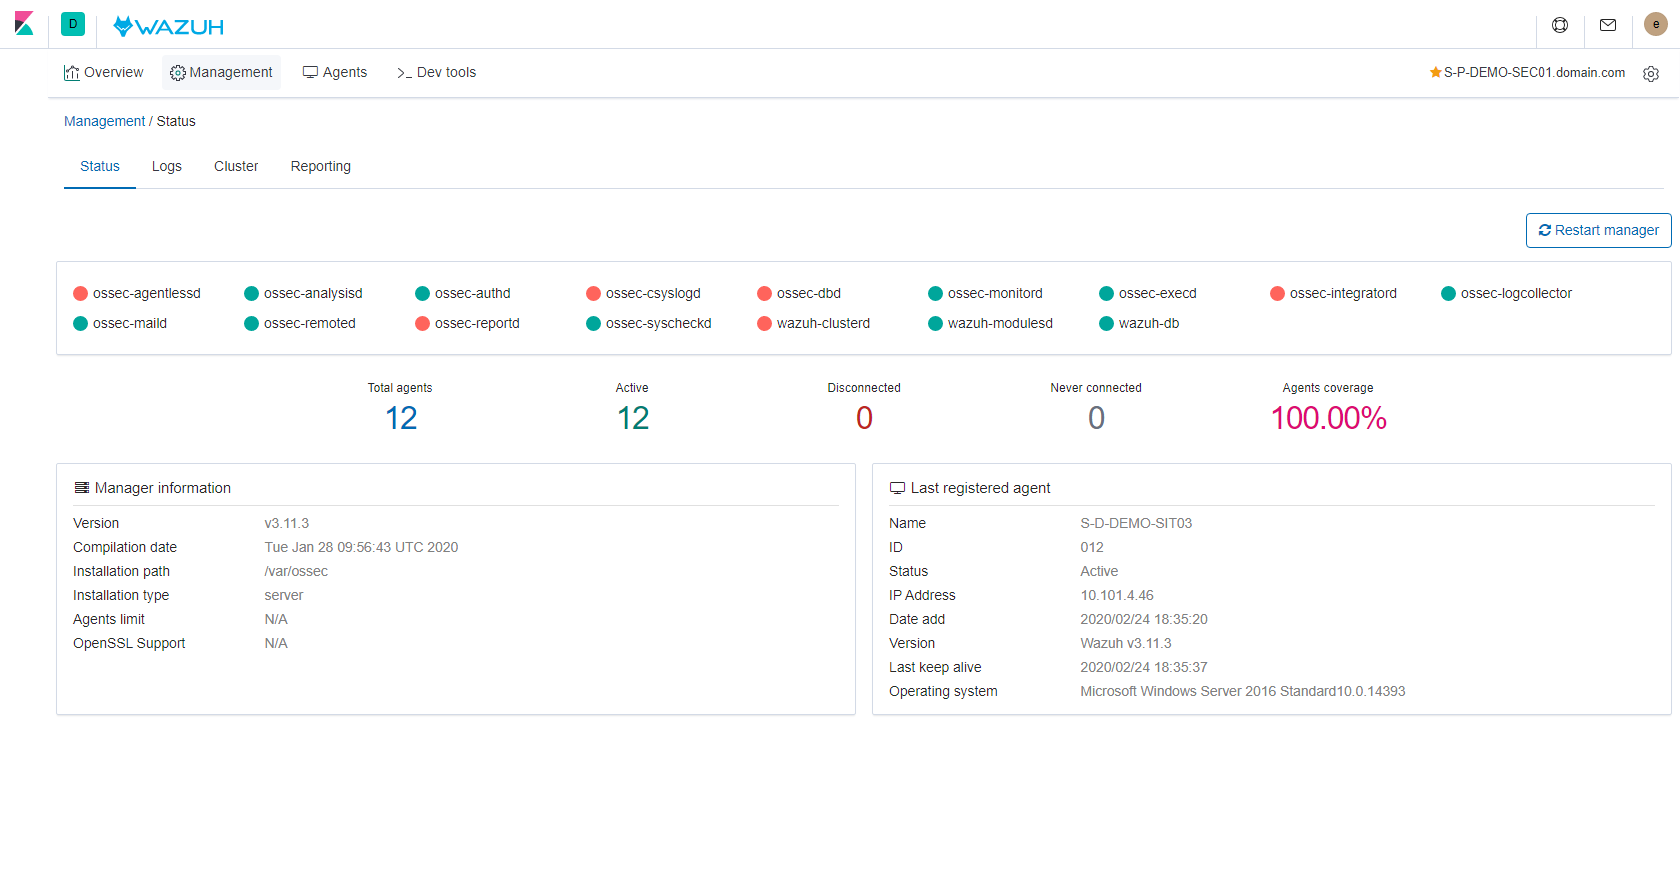 D WAZUH e
Overview Management Agents >_ Dev tools S-P-DEMO-SEC01.domain.com
Management / Status
Status Logs Cluster Reporting
Restart manager
ossec-agentlessd ossec-analysisd ossec-authd ossec-csyslogd ossec-dbd ossec-monitord ossec-execd ossec-integratord ossec-logcollector
ossec-maild ossec-remoted ossec-reportd ossec-syscheckd wazuh-clusterd wazuh-modulesd wazuh-db
Total agents Active Disconnected Never connected Agents coverage
12 12 0 0 100.00%
Manager information
Version v3.11.3
Compilation date Tue Jan 28 09:56:43 UTC 2020
Installation path /var/ossec
Installation type server
Agents limit N/A
OpenSSL Support N/A
Last registered agent
Name S-D-DEMO-SIT03
ID 012
Status Active
IP Address 10.101.4.46
Date add 2020/02/24 18:35:20
Version Wazuh v3.11.3
Last keep alive 2020/02/24 18:35:37
Operating system Microsoft Windows Server 2016 Standard10.0.14393